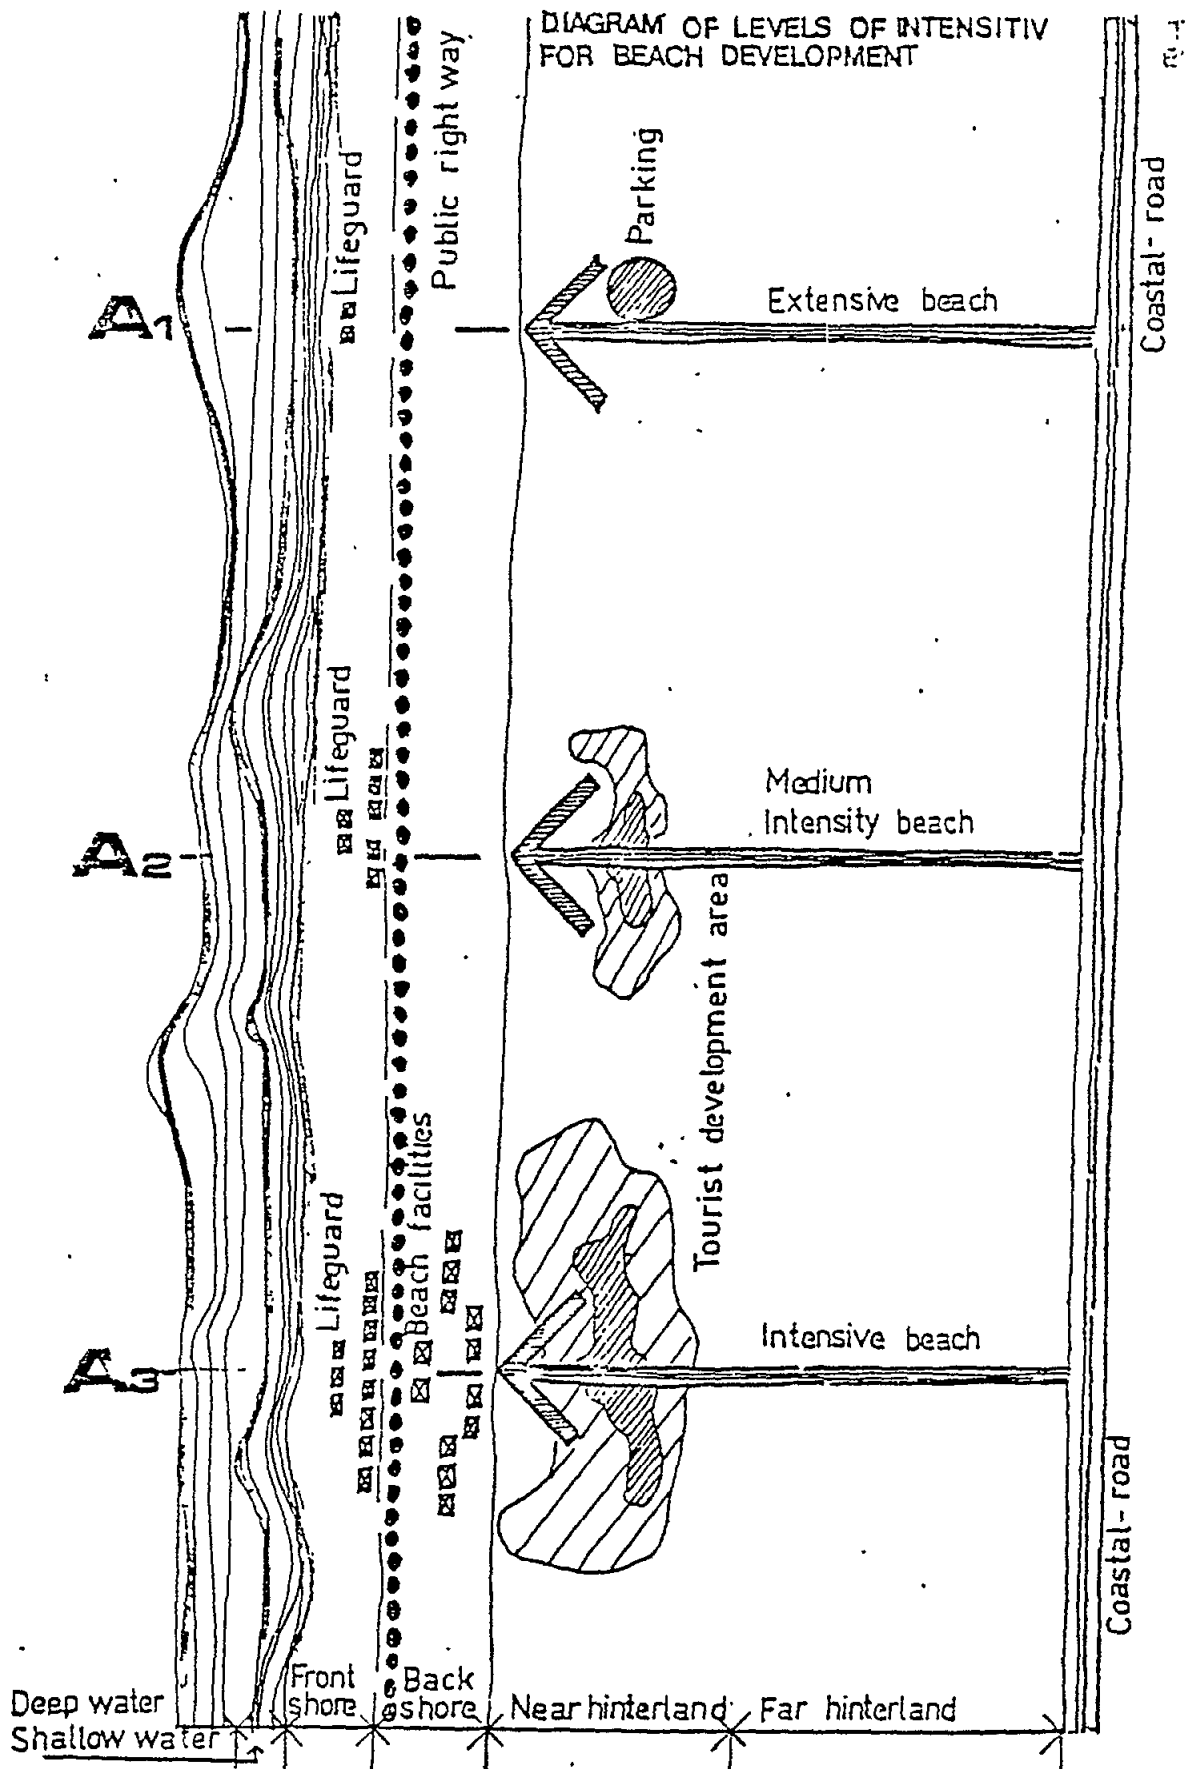 DIAGRAM OF LEVELS OF INTENSITIV
FOR BEACH DEVELOPMENT
Public right way
Lifeguard
Parking
Coastal-road
A1
Extensive beach
Lifeguard
A2
Medium
Intensity beach
Tourist development area
Lifeguard
Beach facilities
A3
Intensive beach
Coastal-road
Deep water
Shallow water
Front
shore
Back
shore
Near hinterland
Far hinterland